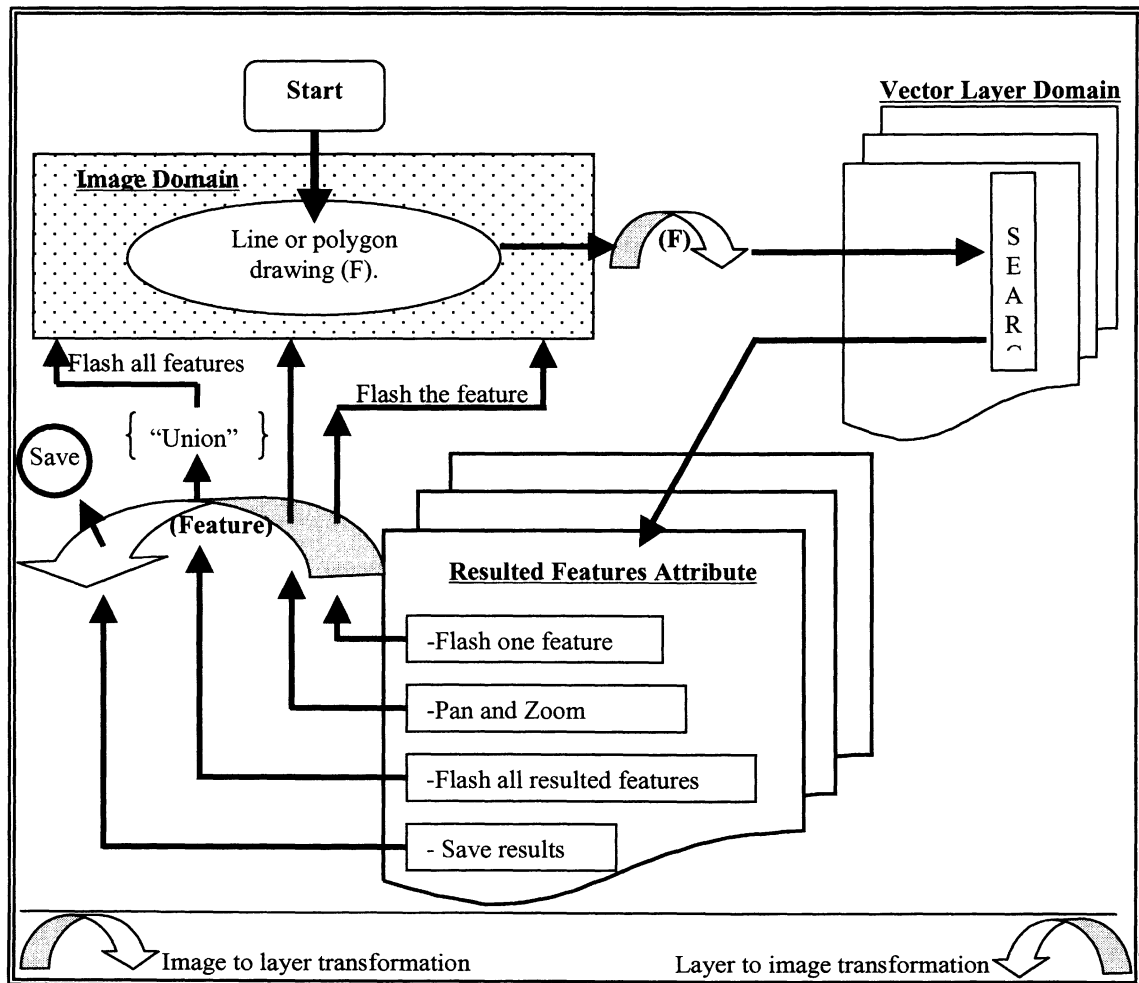 Start
Vector Layer Domain
Image Domain
Line or polygon
drawing (F).
(F)
S
E
A
R
Flash all features
Flash the feature
{ “Union” }
Save
(Feature)
Resulted Features Attribute
-Flash one feature
-Pan and Zoom
-Flash all resulted features
- Save results
Image to layer transformation
Layer to image transformation